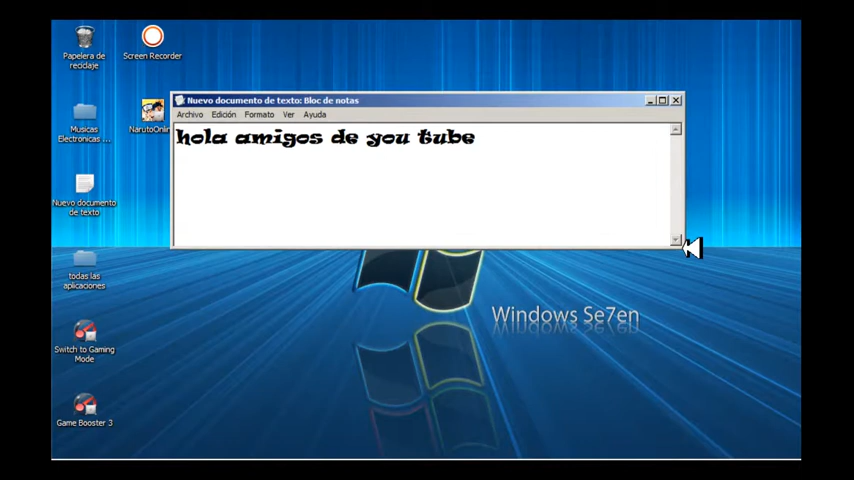 Papelera de
reciclaje
Screen Recorder
Musicas
Electronicas ...
NarutoOnlin
Nuevo documento
de texto
todas las
aplicaciones
Switch to Gaming
Mode
Game Booster 3
Nuevo documento de texto: Bloc de notas
Archivo Edición Formato Ver Ayuda
hola amigos de you tube
Windows Se7en